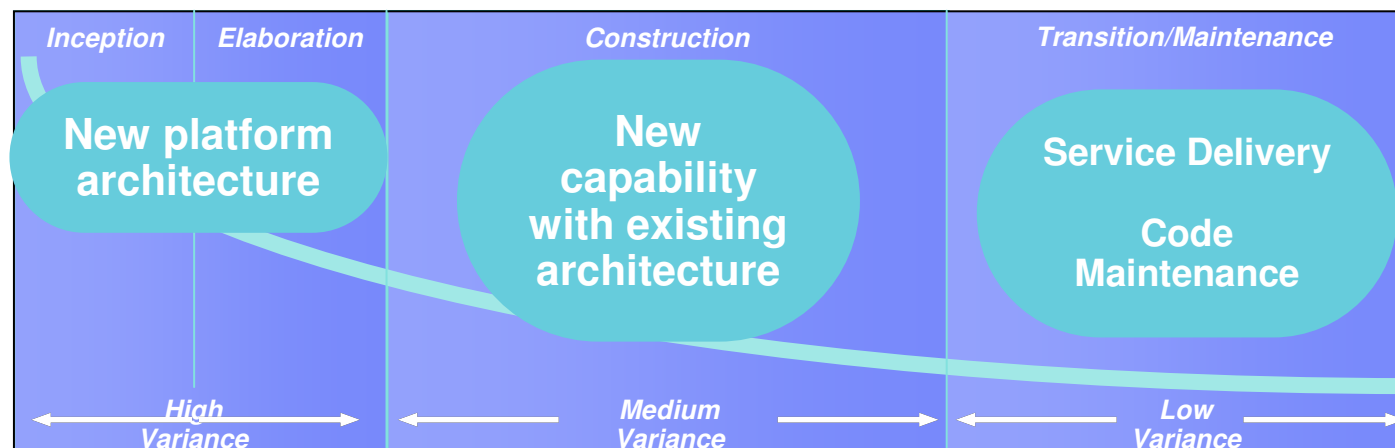 Inception
Elaboration
Construction
Transition/Maintenance
New platform
architecture
New
capability
with existing
architecture
Service Delivery
Code
Maintenance
High
Variance
Medium
Variance
Low
Variance